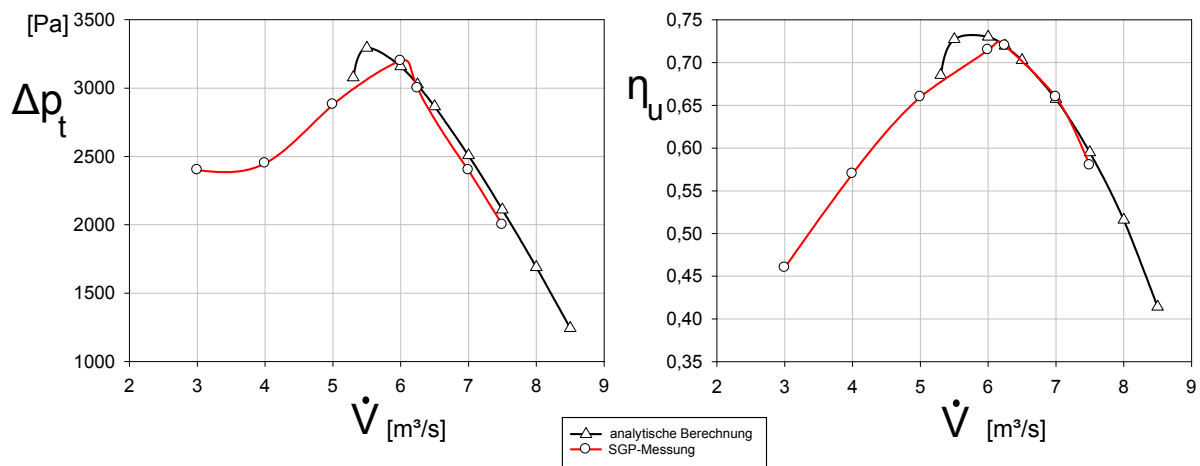 [Pa]
3500
3000
2500
2000
1500
1000
Δp_t
2 3 4 5 6 7 8 9
V̇ [m³/s]
0,75
0,70
0,65
0,60
0,55
0,50
0,45
0,40
0,35
η_u
2 3 4 5 6 7 8 9
V̇ [m³/s]
analytische Berechnung
SGP-Messung